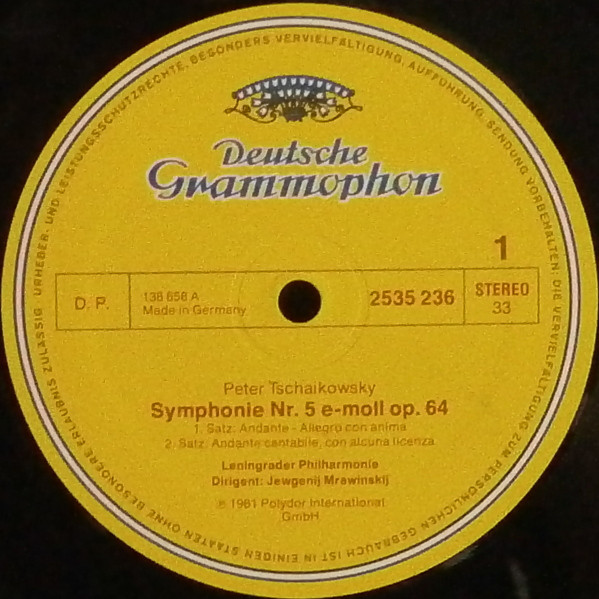 URHEBER- UND LEISTUNGSSCHUTZRECHTE, BESONDERS VERVIELFÄLTIGUNG, AUFFÜHRUNG, SENDUNG VORBEHALTEN; DIE VERVIELFÄLTIGUNG ZUM PERSÖNLICHEN GEBRAUCH IST IN EINIGEN STAATEN OHNE BESONDERE ERLAUBNIS ZULÄSSIG
Deutsche
Grammophon
1
D. P.
138 658 A
Made in Germany
2535 236
STEREO
33
Peter Tschaikowsky
Symphonie Nr. 5 e-moll op. 64
1. Satz: Andante - Allegro con anima
2. Satz: Andante cantabile, con alcuna licenza
Leningrader Philharmonie
Dirigent: Jewgenij Mrawinskij
℗ 1961 Polydor International
GmbH